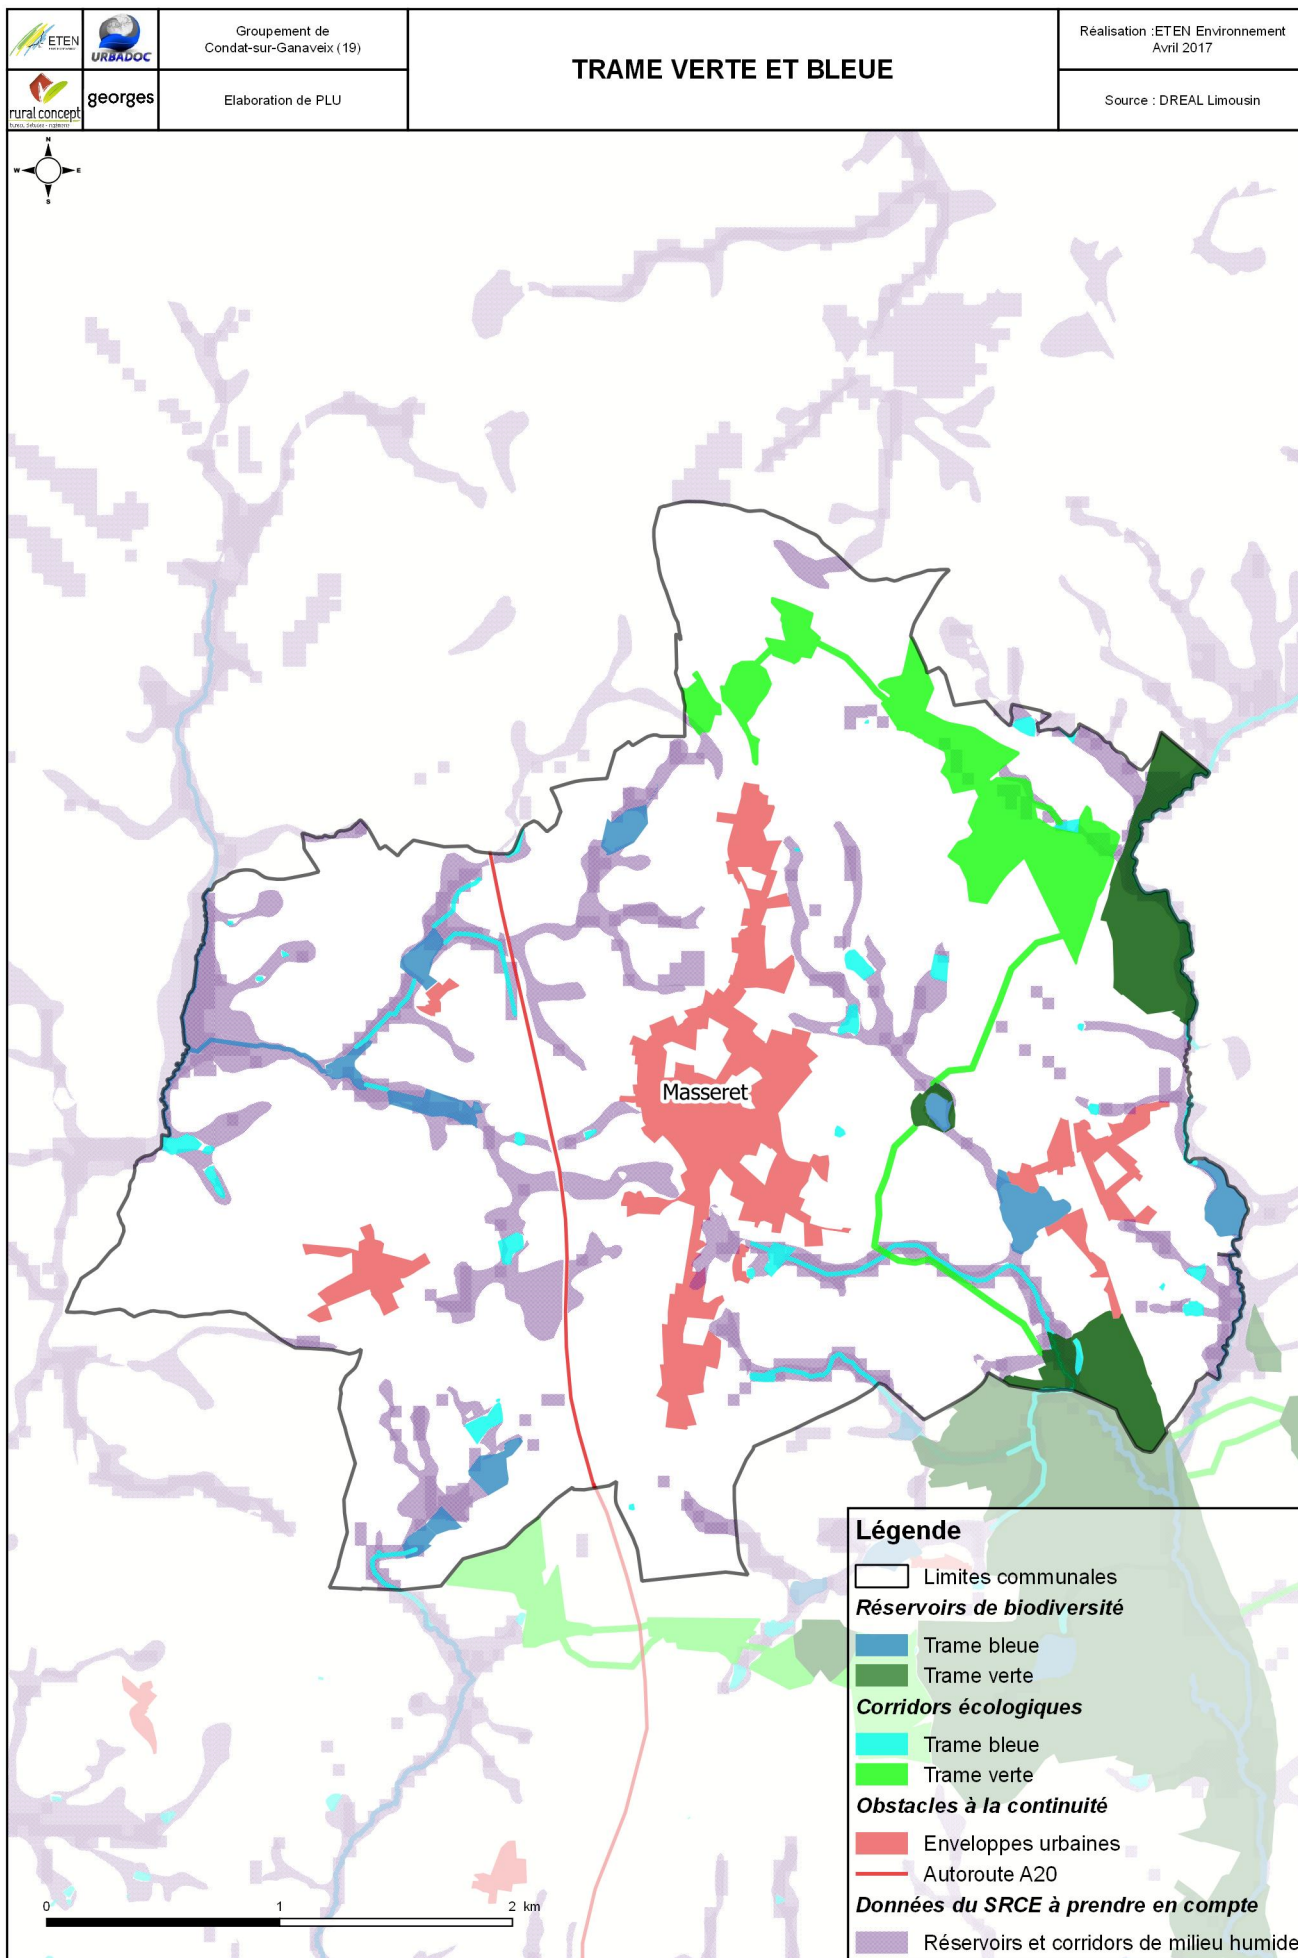 ETEN
URBADOC
Groupement de
Condat-sur-Ganaveix (19)
TRAME VERTE ET BLEUE
Réalisation :ETEN Environnement
Avril 2017
rural concept
georges
Elaboration de PLU
Source : DREAL Limousin
N
W
E
S
Masseret
Légende
Limites communales
Réservoirs de biodiversité
Trame bleue
Trame verte
Corridors écologiques
Trame bleue
Trame verte
Obstacles à la continuité
Enveloppes urbaines
Autoroute A20
Données du SRCE à prendre en compte
Réservoirs et corridors de milieu humide
0
1
2 km